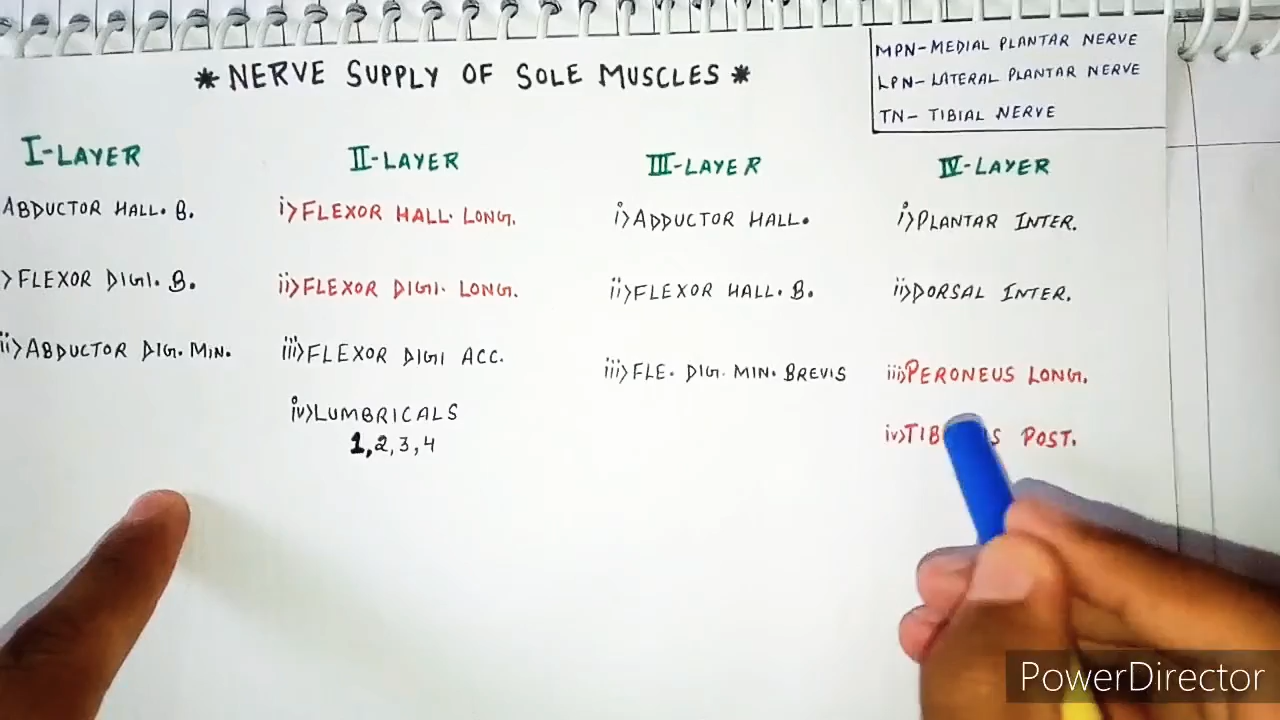 * NERVE SUPPLY OF SOLE MUSCLES *
MPN-MEDIAL PLANTAR NERVE
LPN-LATERAL PLANTAR NERVE
TN- TIBIAL NERVE
I-LAYER
ABDUCTOR HALL. B.
>FLEXOR DIGI. B.
ii>ABDUCTOR DIG. MIN.
II-LAYER
i>FLEXOR HALL. LONG.
ii>FLEXOR DIGI. LONG.
iii>FLEXOR DIGI ACC.
iv>LUMBRICALS
1,2,3,4
III-LAYER
i>ADDUCTOR HALL.
ii>FLEXOR HALL. B.
iii>FLE. DIG. MIN. BREVIS
IV-LAYER
i>PLANTAR INTER.
ii>DORSAL INTER.
iii>PERONEUS LONG.
iv> POST.
PowerDirector